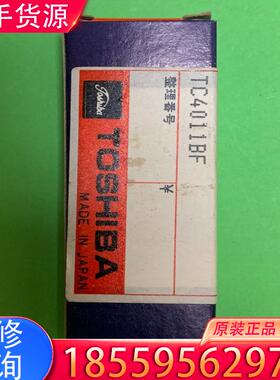 手货源
Toshiba
TOSHIBA
MADE IN JAPAN
整理番号
¥
TC4011BF
修
询
原装正品
1855956297